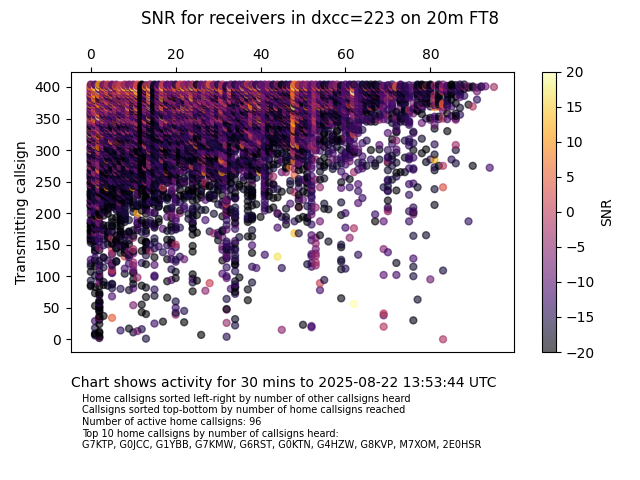 SNR for receivers in dxcc=223 on 20m FT8
0 20 40 60 80
400
350
300
250
200
150
100
50
0
Transmitting callsign
20
15
10
5
0
−5
−10
−15
−20
SNR
Chart shows activity for 30 mins to 2025-08-22 13:53:44 UTC
Home callsigns sorted left-right by number of other callsigns heard
Callsigns sorted top-bottom by number of home callsigns reached
Number of active home callsigns: 96
Top 10 home callsigns by number of callsigns heard:
G7KTP, G0JCC, G1YBB, G7KMW, G6RST, G0KTN, G4HZW, G8KVP, M7XOM, 2E0HSR